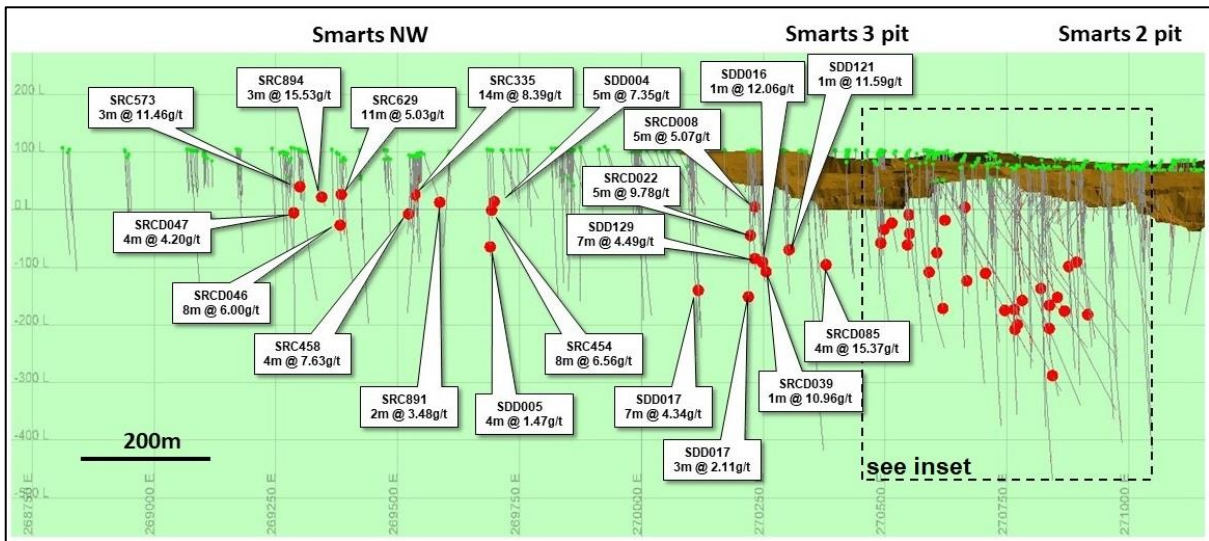 Smarts NW
Smarts 3 pit
Smarts 2 pit
SRC573
3m @ 11.46g/t
SRC894
3m @ 15.53g/t
SRC629
11m @ 5.03g/t
SRC335
14m @ 8.39g/t
SDD004
5m @ 7.35g/t
SRCD008
5m @ 5.07g/t
SDD016
1m @ 12.06g/t
SDD121
1m @ 11.59g/t
SRCD022
5m @ 9.78g/t
SDD129
7m @ 4.49g/t
SRCD047
4m @ 4.20g/t
SRCD046
8m @ 6.00g/t
SRC458
4m @ 7.63g/t
SRC891
2m @ 3.48g/t
SDD005
4m @ 1.47g/t
SRC454
8m @ 6.56g/t
SDD017
7m @ 4.34g/t
SDD017
3m @ 2.11g/t
SRCD039
1m @ 10.96g/t
SRCD085
4m @ 15.37g/t
200 L
100 L
0 L
-100 L
-200 L
-300 L
-400 L
-500 L
200m
see inset
268750 E
269000 E
269250 E
269500 E
269750 E
270000 E
270250 E
270500 E
270750 E
271000 E